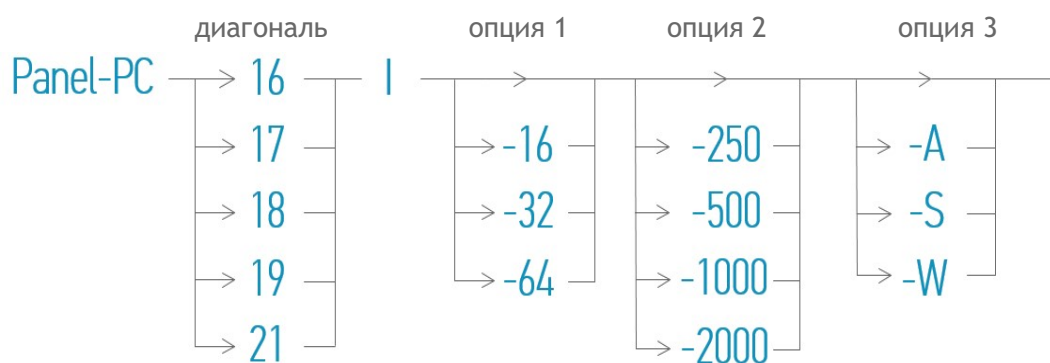 диагональ опция 1 опция 2 опция 3
Panel-PC 16 I
17 -16 -250 -A
18 -32 -500 -S
19 -64 -1000 -W
21 -2000